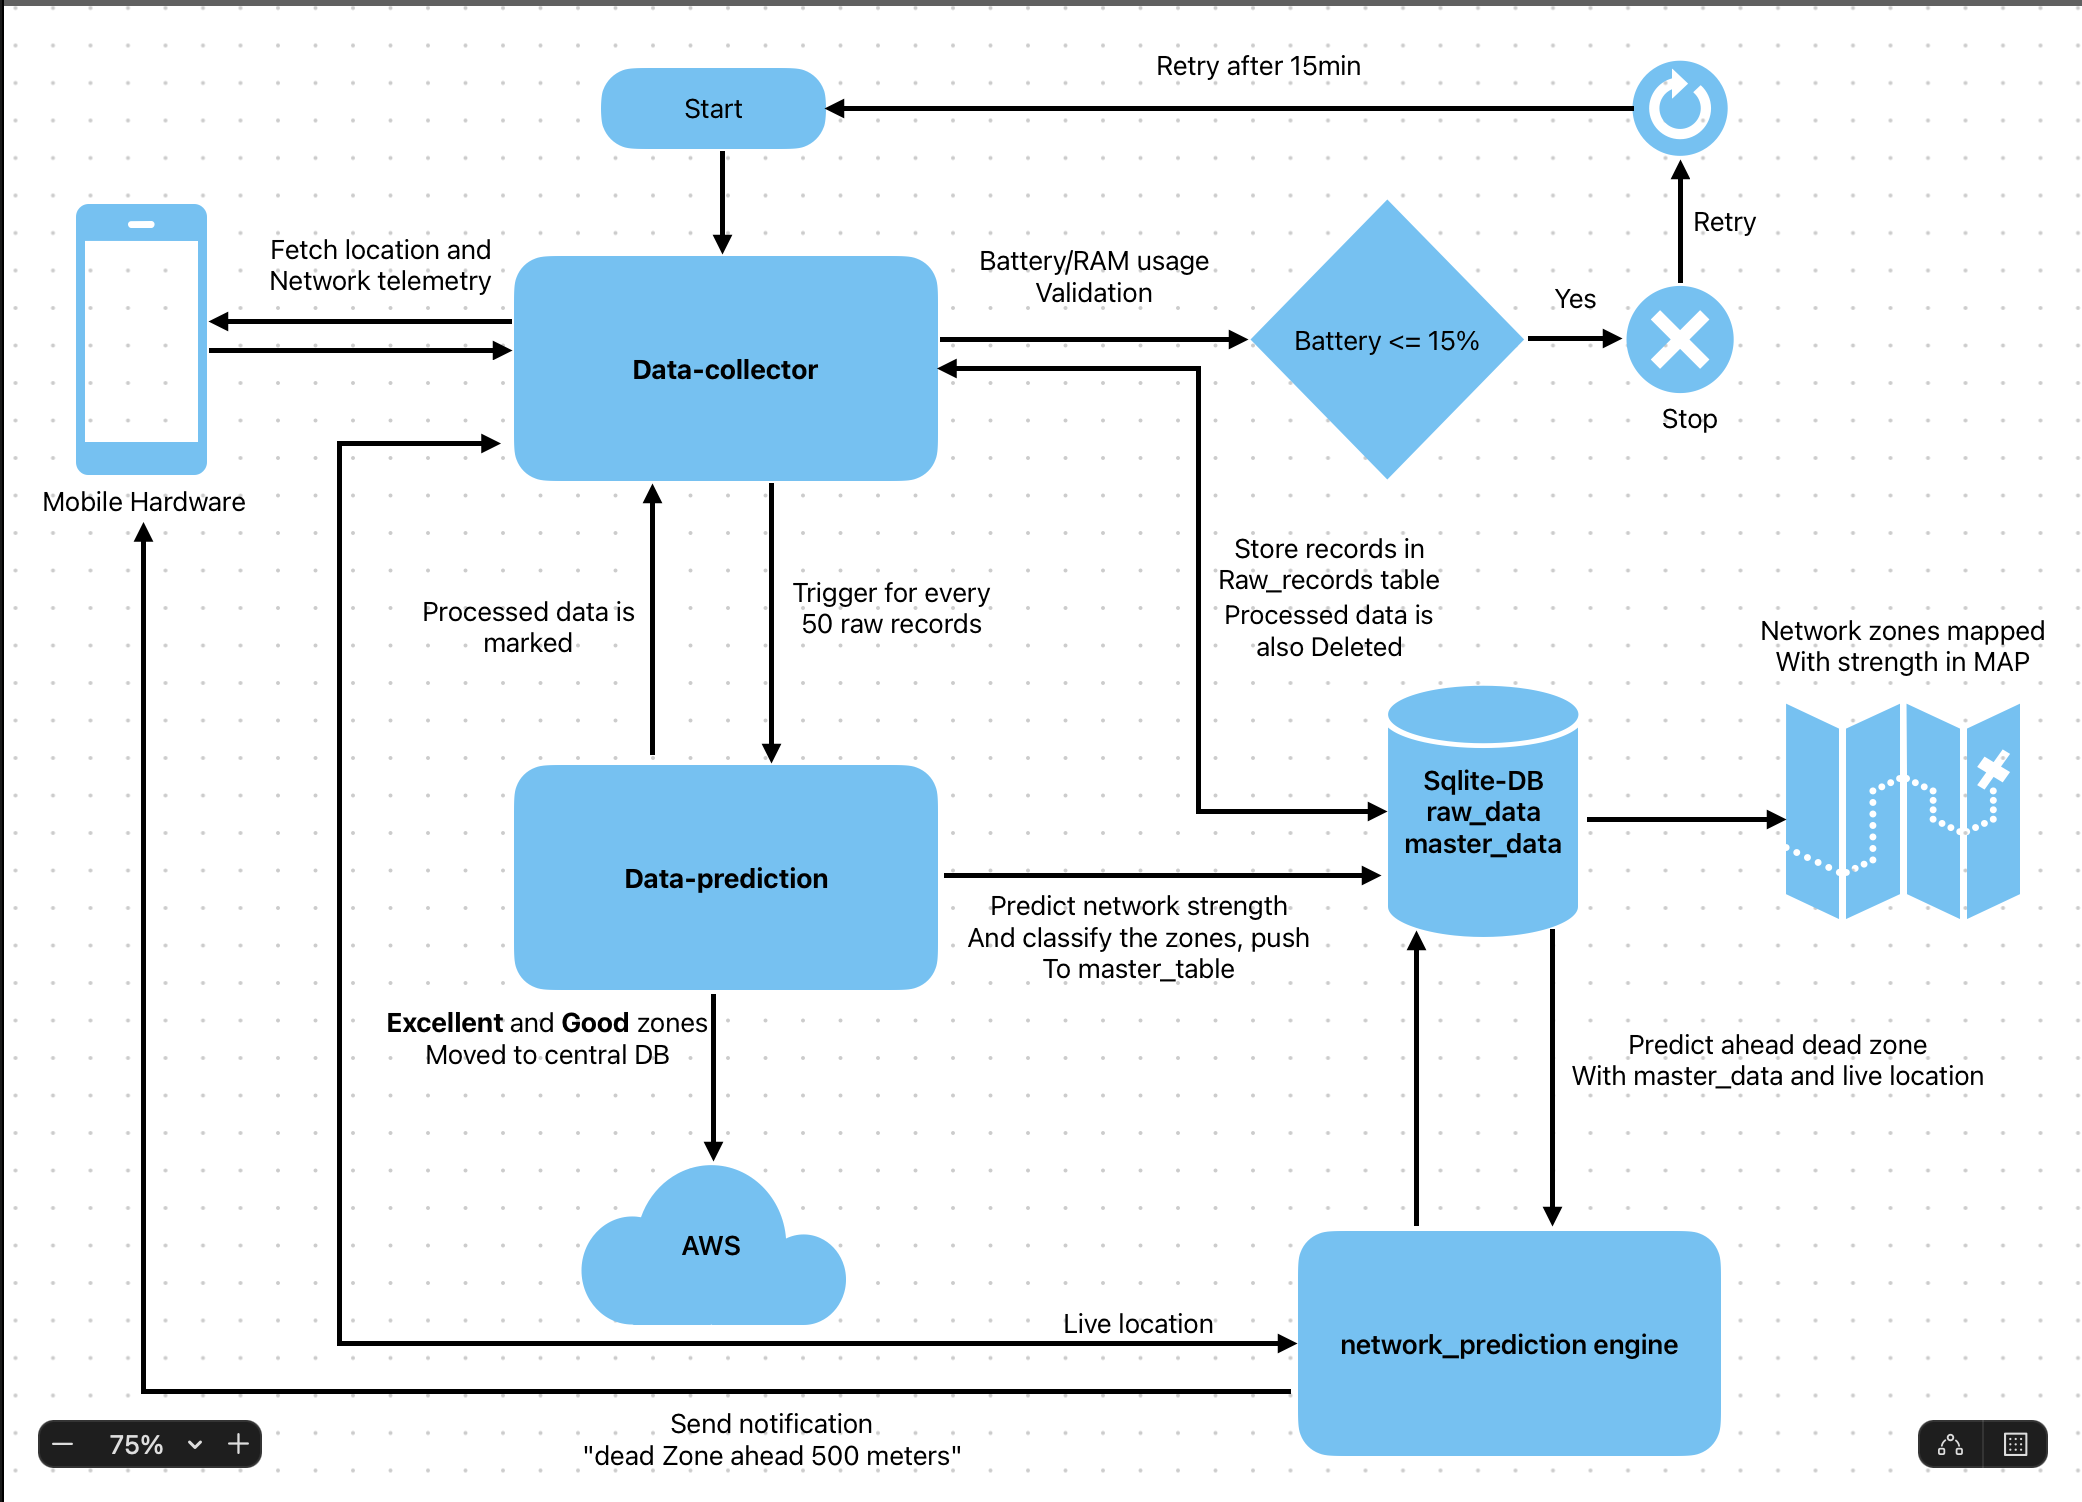 Retry after 15min
Start
Retry
Fetch location and
Network telemetry
Battery/RAM usage
Validation
Yes
Battery <= 15%
Data-collector
Stop
Mobile Hardware
Store records in
Raw_records table
Processed data is
also Deleted
Trigger for every
50 raw records
Processed data is
marked
Network zones mapped
With strength in MAP
Sqlite-DB
raw_data
master_data
Data-prediction
Predict network strength
And classify the zones, push
To master_table
Excellent and Good zones
Moved to central DB
Predict ahead dead zone
With master_data and live location
AWS
Live location
network_prediction engine
Send notification
"dead Zone ahead 500 meters"
75%